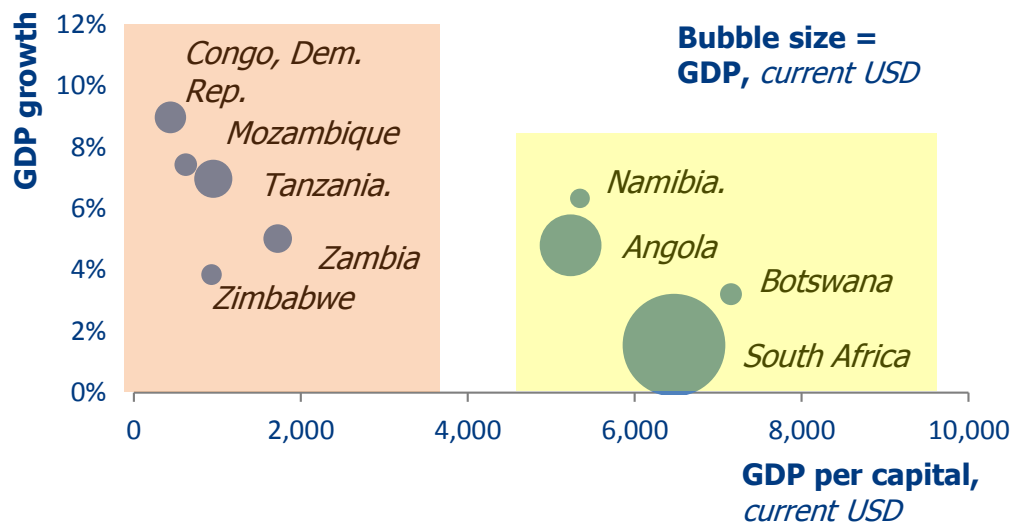 12%
10%
8%
6%
4%
2%
0%
GDP growth
Congo, Dem.
Rep.
Mozambique
Tanzania.
Zambia
Zimbabwe
Bubble size =
GDP, current USD
Namibia.
Angola
Botswana
South Africa
0
2,000
4,000
6,000
8,000
10,000
GDP per capital,
current USD